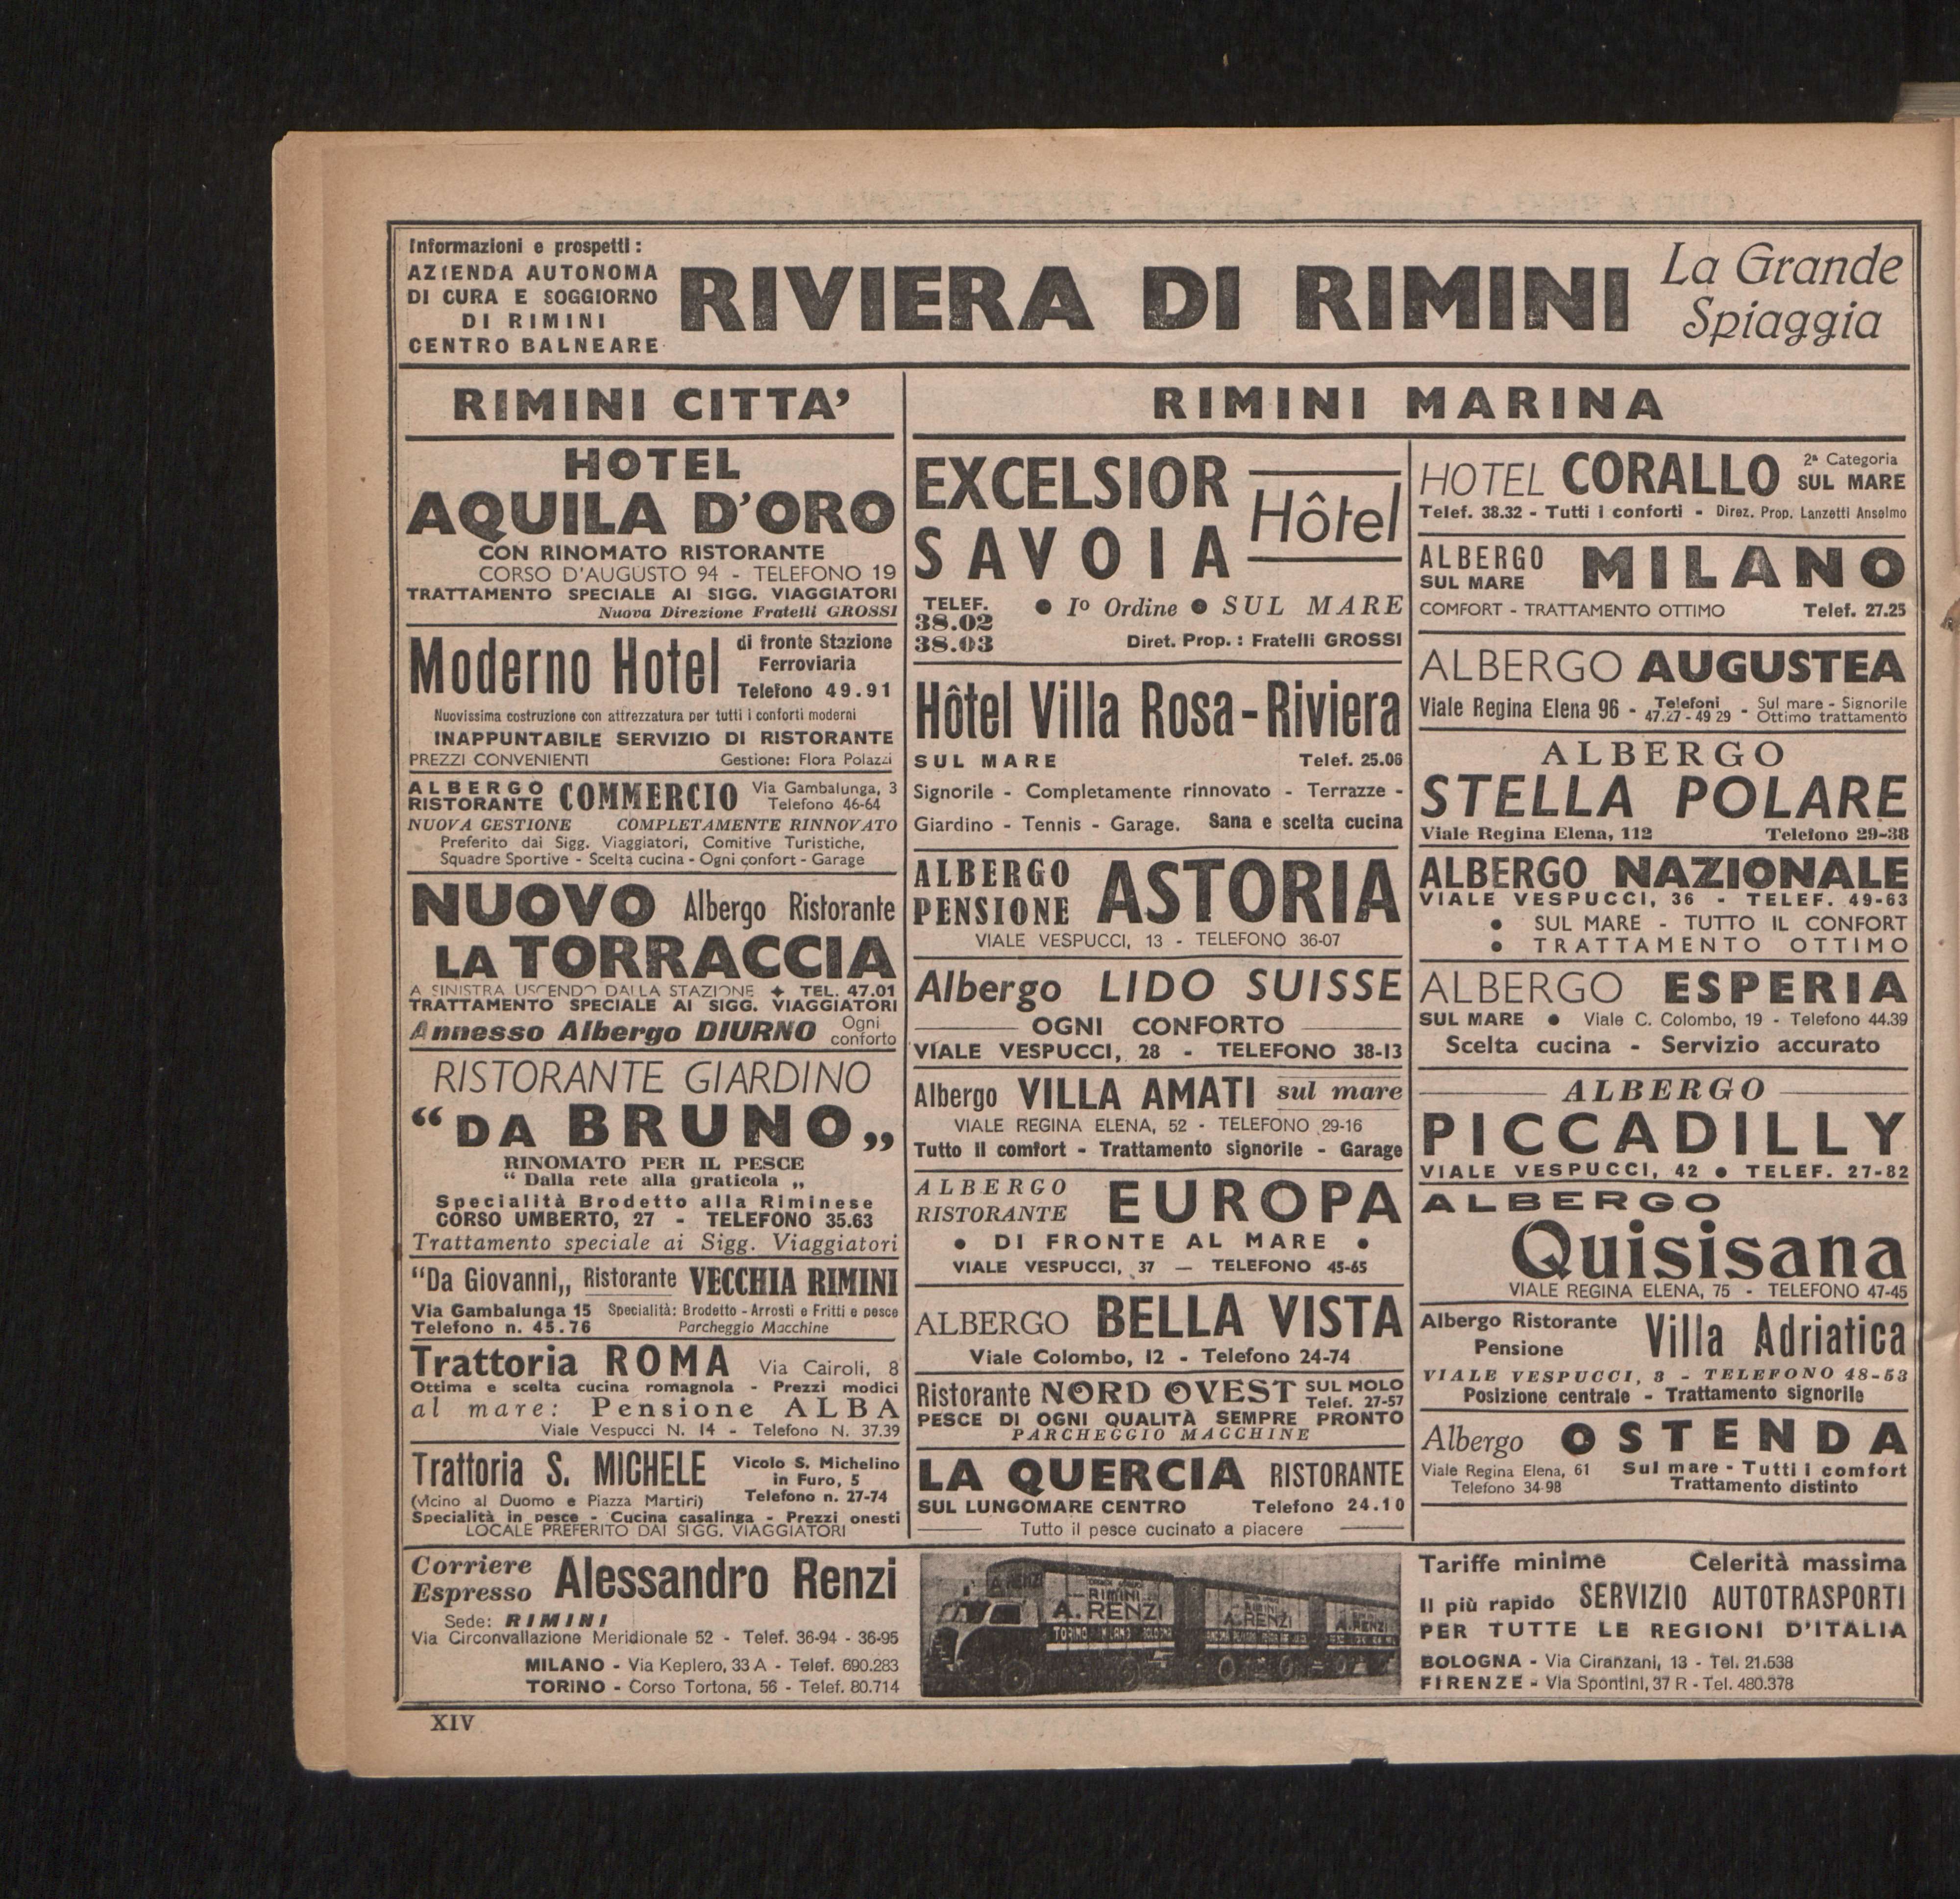 Informazioni e prospetti :
AZIENDA AUTONOMA
DI CURA E SOGGIORNO
DI RIMINI
CENTRO BALNEARE
RIVIERA DI RIMINI
La Grande
Spiaggia
RIMINI CITTA'
HOTEL
AQUILA D'ORO
CON RINOMATO RISTORANTE
CORSO D'AUGUSTO 94 - TELEFONO 19
TRATTAMENTO SPECIALE AI SIGG. VIAGGIATORI
Nuova Direzione Fratelli GROSSI
Moderno Hotel
di fronte Stazione
Ferroviaria
Telefono 49.91
Nuovissima costruzione con attrezzatura per tutti i conforti moderni
INAPPUNTABILE SERVIZIO DI RISTORANTE
PREZZI CONVENIENTI Gestione: Flora Polazzi
ALBERGO
RISTORANTE COMMERCIO
Via Gambalunga, 3
Telefono 46-64
NUOVA GESTIONE COMPLETAMENTE RINNOVATO
Preferito dai Sigg. Viaggiatori, Comitive Turistiche,
Squadre Sportive - Scelta cucina - Ogni confort - Garage
NUOVO Albergo Ristorante
LA TORRACCIA
A SINISTRA USCENDO DALLA STAZIONE ✦ TEL. 47.01
TRATTAMENTO SPECIALE AI SIGG. VIAGGIATORI
Annesso Albergo DIURNO Ogni
conforto
RISTORANTE GIARDINO
“DA BRUNO„
RINOMATO PER IL PESCE
“ Dalla rete alla graticola „
Specialità Brodetto alla Riminese
CORSO UMBERTO, 27 - TELEFONO 35.63
Trattamento speciale ai Sigg. Viaggiatori
“Da Giovanni„ Ristorante VECCHIA RIMINI
Via Gambalunga 15 Specialità: Brodetto - Arrosti e Fritti e pesce
Telefono n. 45.76 Parcheggio Macchine
Trattoria ROMA Via Cairoli, 8
Ottima e scelta cucina romagnola - Prezzi modici
al mare: Pensione ALBA
Viale Vespucci N. 14 - Telefono N. 37.39
Trattoria S. MICHELE
Vicolo S. Michelino
in Furo, 5
Telefono n. 27-74
(vicino al Duomo e Piazza Martiri)
Specialità in pesce - Cucina casalinga - Prezzi onesti
LOCALE PREFERITO DAI SIGG. VIAGGIATORI
RIMINI MARINA
EXCELSIOR
SAVOIA
Hôtel
TELEF.
38.02
38.03
● Iº Ordine ● SUL MARE
Diret. Prop. : Fratelli GROSSI
Hôtel Villa Rosa-Riviera
SUL MARE Telef. 25.06
Signorile - Completamente rinnovato - Terrazze -
Giardino - Tennis - Garage. Sana e scelta cucina
ALBERGO
PENSIONE ASTORIA
VIALE VESPUCCI, 13 - TELEFONO 36-07
Albergo LIDO SUISSE
OGNI CONFORTO
VIALE VESPUCCI, 28 - TELEFONO 38-13
Albergo VILLA AMATI sul mare
VIALE REGINA ELENA, 52 - TELEFONO 29-16
Tutto il comfort - Trattamento signorile - Garage
ALBERGO
RISTORANTE EUROPA
● DI FRONTE AL MARE ●
VIALE VESPUCCI, 37 — TELEFONO 45-65
ALBERGO BELLA VISTA
Viale Colombo, 12 - Telefono 24-74
Ristorante NORD OVEST SUL MOLO
Telef. 27-57
PESCE DI OGNI QUALITÀ SEMPRE PRONTO
PARCHEGGIO MACCHINE
LA QUERCIA RISTORANTE
SUL LUNGOMARE CENTRO Telefono 24.10
Tutto il pesce cucinato a piacere
HOTEL CORALLO 2ª Categoria
SUL MARE
Telef. 38.32 - Tutti i conforti - Direz. Prop. Lanzetti Anselmo
ALBERGO
SUL MARE MILANO
COMFORT - TRATTAMENTO OTTIMO Telef. 27.25
ALBERGO AUGUSTEA
Viale Regina Elena 96 - Telefoni
47.27 - 49 29 - Sul mare - Signorile
Ottimo trattamento
ALBERGO
STELLA POLARE
Viale Regina Elena, 112 Telefono 29-38
ALBERGO NAZIONALE
VIALE VESPUCCI, 36 - TELEF. 49-63
● SUL MARE - TUTTO IL CONFORT
● TRATTAMENTO OTTIMO
ALBERGO ESPERIA
SUL MARE ● Viale C. Colombo, 19 - Telefono 44.39
Scelta cucina - Servizio accurato
ALBERGO
PICCADILLY
VIALE VESPUCCI, 42 ● TELEF. 27-82
ALBERGO
Quisisana
VIALE REGINA ELENA, 75 - TELEFONO 47-45
Albergo Ristorante
Pensione Villa Adriatica
VIALE VESPUCCI, 3 - TELEFONO 48-53
Posizione centrale - Trattamento signorile
Albergo OSTENDA
Viale Regina Elena, 61
Telefono 34-98
Sul mare - Tutti i comfort
Trattamento distinto
Corriere
Espresso Alessandro Renzi
Sede: RIMINI
Via Circonvallazione Meridionale 52 - Telef. 36-94 - 36-95
MILANO - Via Keplero, 33 A - Telef. 690.283
TORINO - Corso Tortona, 56 - Telef. 80.714
A. RENZI
RIMINI
A. RENZI
TORINO MILANO BOLOGNA
A. RENZI
A. RENZI
Tariffe minime Celerità massima
Il più rapido SERVIZIO AUTOTRASPORTI
PER TUTTE LE REGIONI D'ITALIA
BOLOGNA - Via Ciranzani, 13 - Tel. 21.538
FIRENZE - Via Spontini, 37 R - Tel. 480.378
XIV